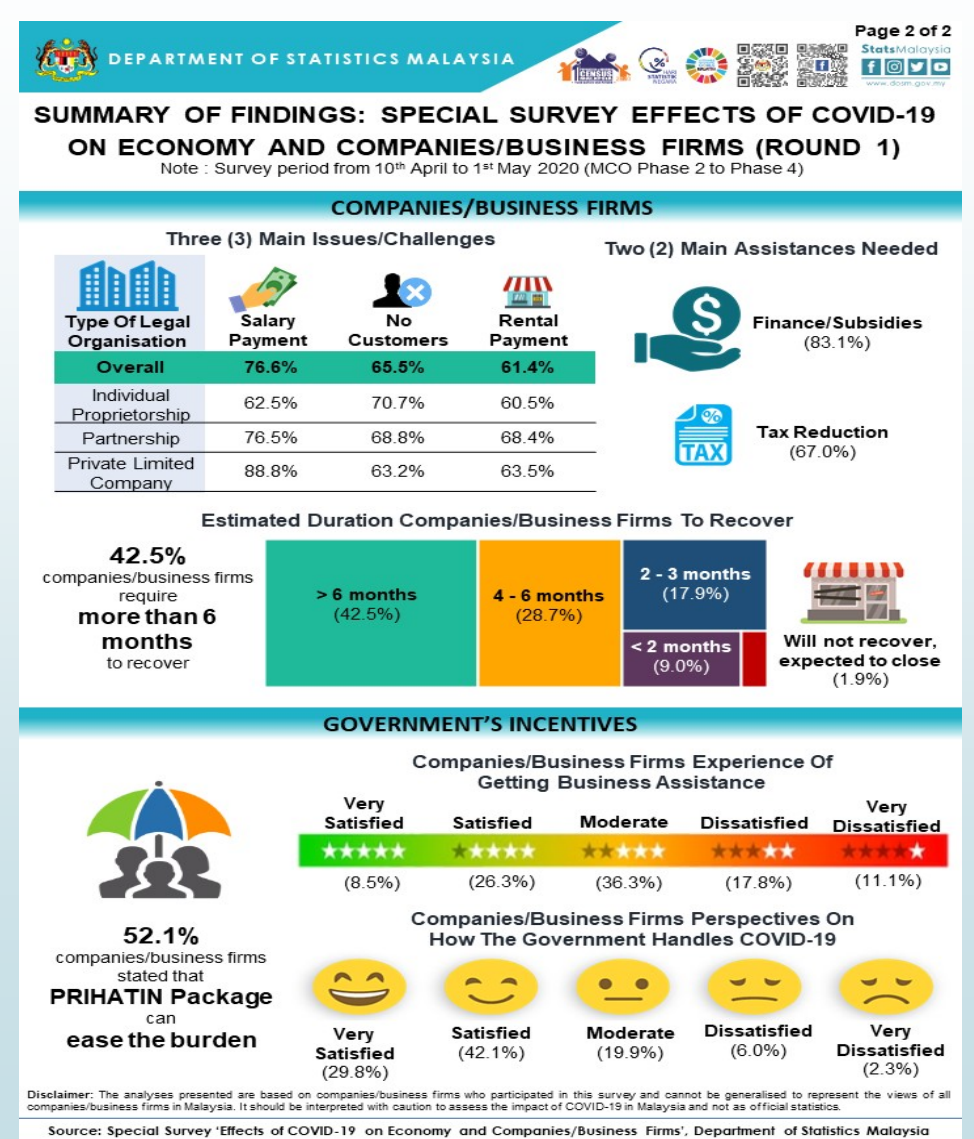 Page 2 of 2
DEPARTMENT OF STATISTICS MALAYSIA
CENSUS
HARI
STATISTIK
NEGARA
StatsMalaysia
www.dosm.gov.my
SUMMARY OF FINDINGS: SPECIAL SURVEY EFFECTS OF COVID-19
ON ECONOMY AND COMPANIES/BUSINESS FIRMS (ROUND 1)
Note : Survey period from 10th April to 1st May 2020 (MCO Phase 2 to Phase 4)
COMPANIES/BUSINESS FIRMS
Three (3) Main Issues/Challenges
Type Of Legal Organisation Salary Payment No Customers Rental Payment
Overall 76.6% 65.5% 61.4%
Individual Proprietorship 62.5% 70.7% 60.5%
Partnership 76.5% 68.8% 68.4%
Private Limited Company 88.8% 63.2% 63.5%
Two (2) Main Assistances Needed
$
Finance/Subsidies
(83.1%)
%
TAX
Tax Reduction
(67.0%)
Estimated Duration Companies/Business Firms To Recover
42.5%
companies/business firms
require
more than 6
months
to recover
> 6 months
(42.5%)
4 - 6 months
(28.7%)
2 - 3 months
(17.9%)
< 2 months
(9.0%)
Will not recover,
expected to close
(1.9%)
GOVERNMENT'S INCENTIVES
Companies/Business Firms Experience Of
Getting Business Assistance
Very Satisfied Satisfied Moderate Dissatisfied Very Dissatisfied
(8.5%) (26.3%) (36.3%) (17.8%) (11.1%)
52.1%
companies/business firms
stated that
PRIHATIN Package
can
ease the burden
Companies/Business Firms Perspectives On
How The Government Handles COVID-19
Very
Satisfied
(29.8%)
Satisfied
(42.1%)
Moderate
(19.9%)
Dissatisfied
(6.0%)
Very
Dissatisfied
(2.3%)
Disclaimer: The analyses presented are based on companies/business firms who participated in this survey and cannot be generalised to represent the views of all
companies/business firms in Malaysia. It should be interpreted with caution to assess the impact of COVID-19 in Malaysia and not as official statistics.
Source: Special Survey 'Effects of COVID-19 on Economy and Companies/Business Firms', Department of Statistics Malaysia